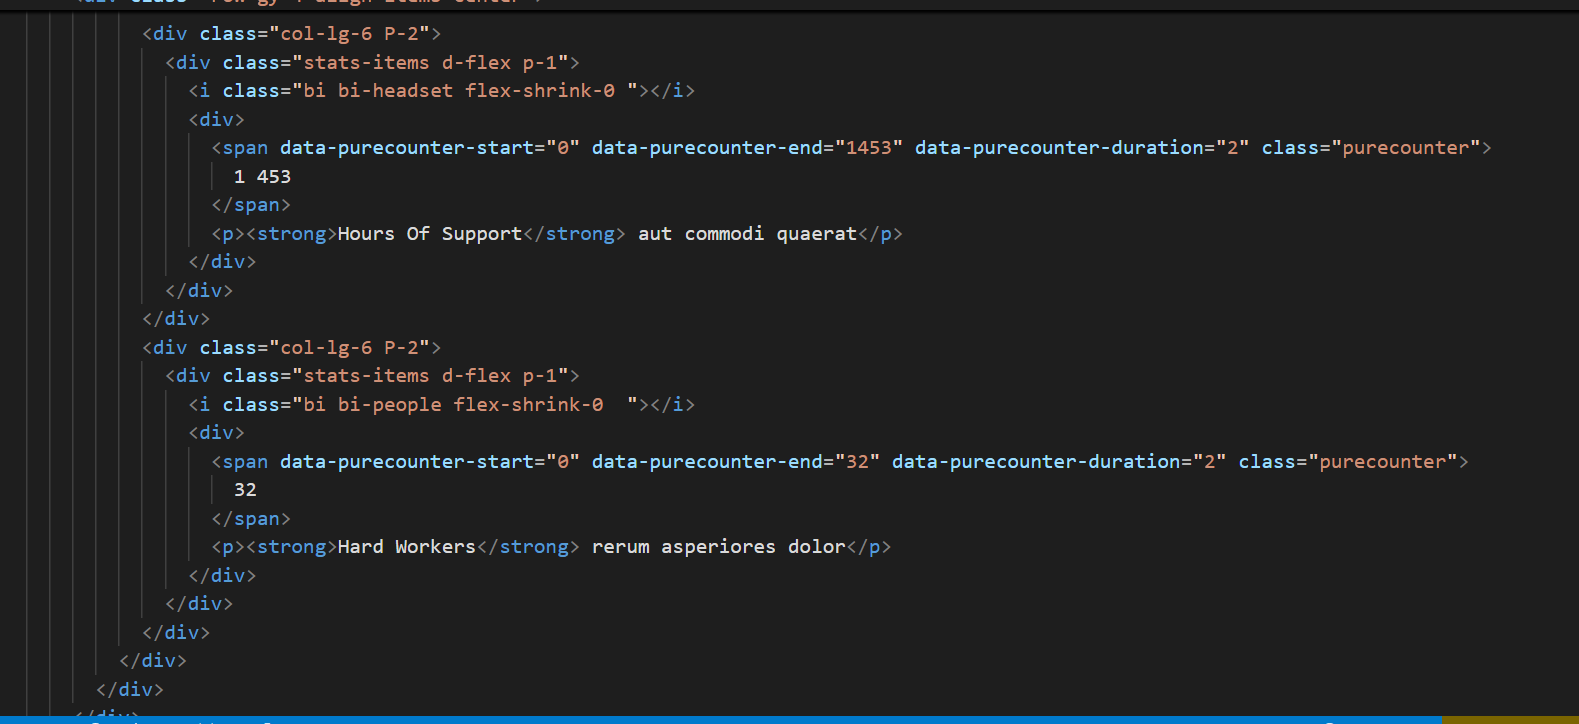 <div class="col-lg-6 P-2">
<div class="stats-items d-flex p-1">
<i class="bi bi-headset flex-shrink-0 "></i>
<div>
<span data-purecounter-start="0" data-purecounter-end="1453" data-purecounter-duration="2" class="purecounter">
1 453
</span>
<p><strong>Hours Of Support</strong> aut commodi quaerat</p>
</div>
</div>
</div>
<div class="col-lg-6 P-2">
<div class="stats-items d-flex p-1">
<i class="bi bi-people flex-shrink-0  "></i>
<div>
<span data-purecounter-start="0" data-purecounter-end="32" data-purecounter-duration="2" class="purecounter">
32
</span>
<p><strong>Hard Workers</strong> rerum asperiores dolor</p>
</div>
</div>
</div>
</div>
</div>
</div>